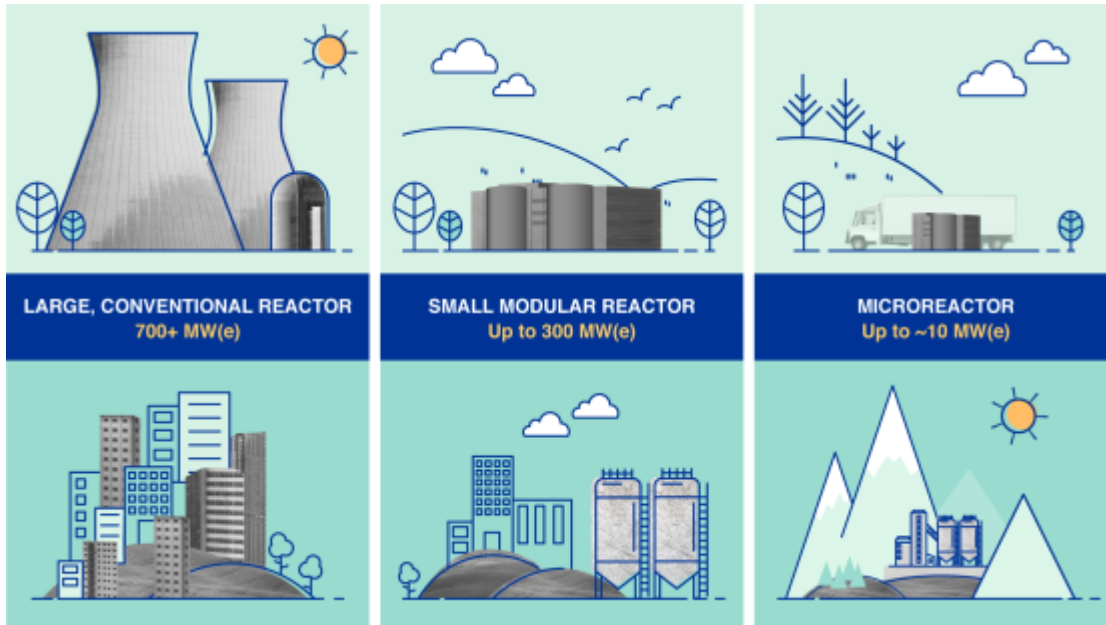 LARGE, CONVENTIONAL REACTOR
700+ MW(e)
SMALL MODULAR REACTOR
Up to 300 MW(e)
MICROREACTOR
Up to ~10 MW(e)